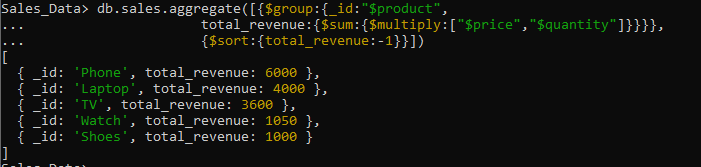 Sales_Data> db.sales.aggregate([{$group:{_id:"$product",
... total_revenue:{$sum:{$multiply:["$price","$quantity"]}}}},
... {$sort:{total_revenue:-1}}])
[
{ _id: 'Phone', total_revenue: 6000 },
{ _id: 'Laptop', total_revenue: 4000 },
{ _id: 'TV', total_revenue: 3600 },
{ _id: 'Watch', total_revenue: 1050 },
{ _id: 'Shoes', total_revenue: 1000 }
]
Sales_Data>